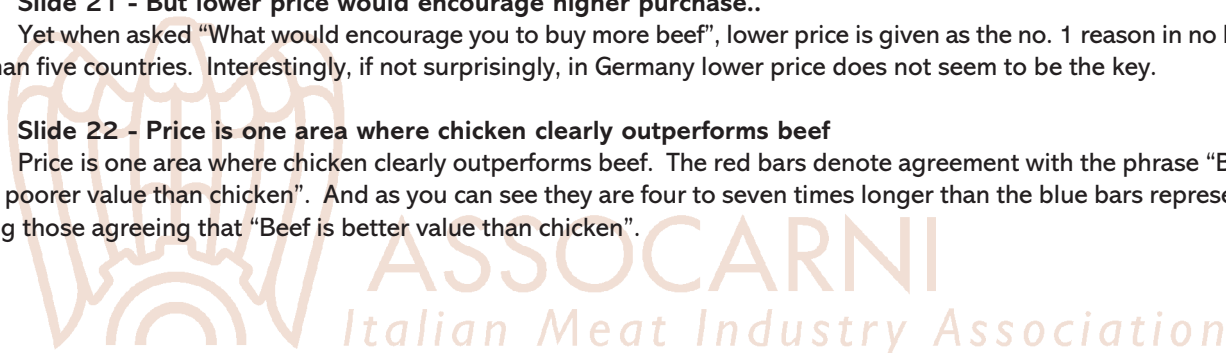 Slide 21 - But lower price would encourage higher purchase..
Yet when asked “What would encourage you to buy more beef”, lower price is given as the no. 1 reason in no
an five countries. Interestingly, if not surprisingly, in Germany lower price does not seem to be the key.
Slide 22 - Price is one area where chicken clearly outperforms beef
Price is one area where chicken clearly outperforms beef. The red bars denote agreement with the phrase “B
poorer value than chicken”. And as you can see they are four to seven times longer than the blue bars represe
g those agreeing that “Beef is better value than chicken”.
ASSOCARNI
Italian Meat Industry Association